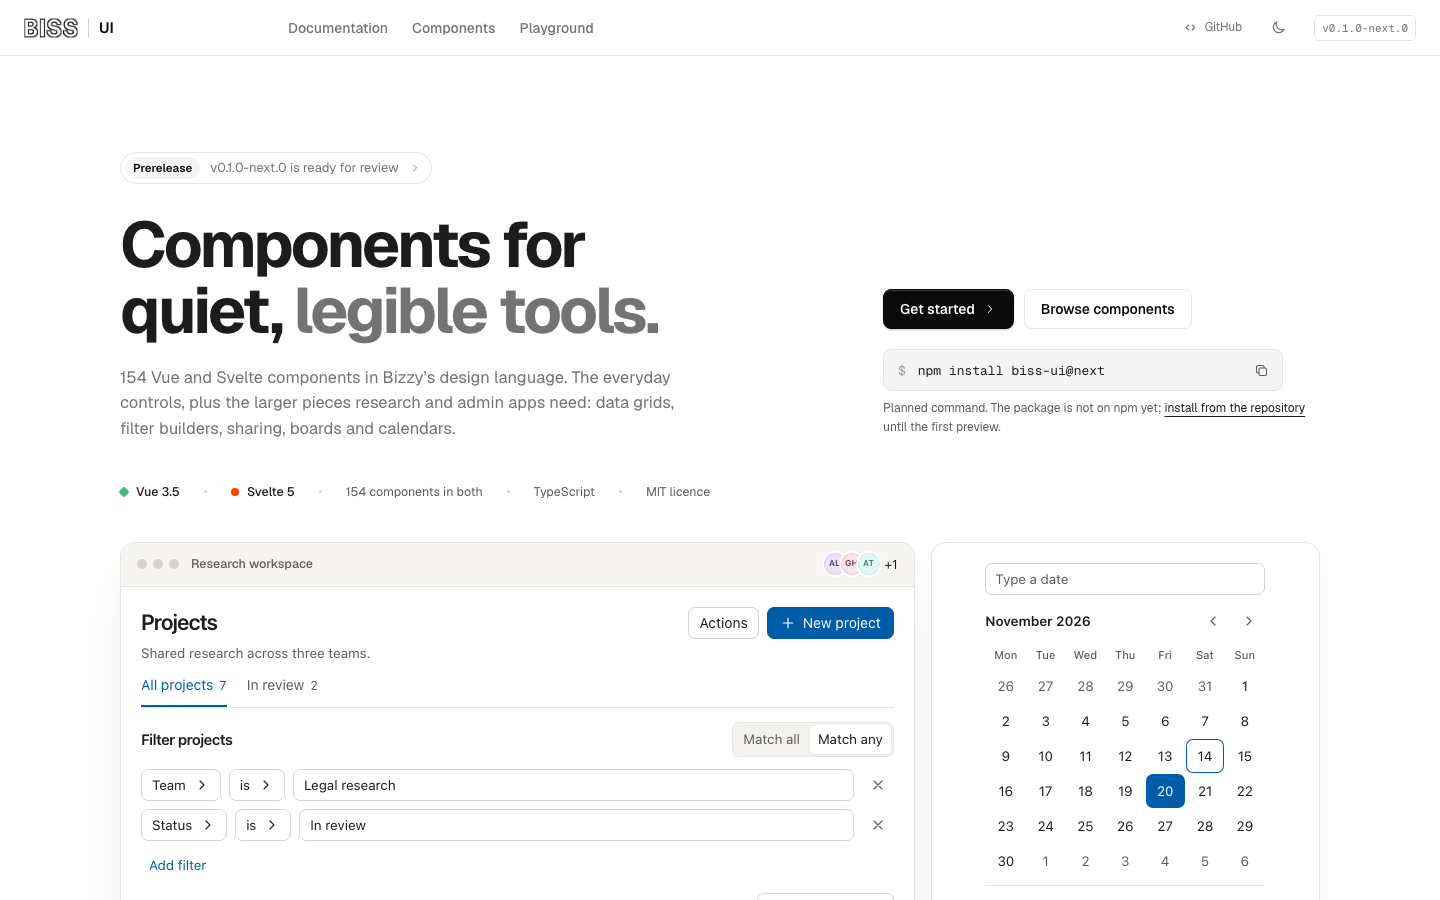 BISS UI
Documentation Components Playground
GitHub
v0.1.0-next.0
Prerelease v0.1.0-next.0 is ready for review
Components for
quiet, legible tools.
154 Vue and Svelte components in Bizzy's design language. The everyday
controls, plus the larger pieces research and admin apps need: data grids,
filter builders, sharing, boards and calendars.
Get started
Browse components
$ npm install biss-ui@next
Planned command. The package is not on npm yet; install from the repository
until the first preview.
Vue 3.5 · Svelte 5 · 154 components in both · TypeScript · MIT licence
Research workspace
AL GH AT +1
Projects
Actions
New project
Shared research across three teams.
All projects 7 In review 2
Filter projects
Match all Match any
Team is Legal research
Status is In review
Add filter
Type a date
November 2026
Mon Tue Wed Thu Fri Sat Sun
26 27 28 29 30 31 1
2 3 4 5 6 7 8
9 10 11 12 13 14 15
16 17 18 19 20 21 22
23 24 25 26 27 28 29
30 1 2 3 4 5 6